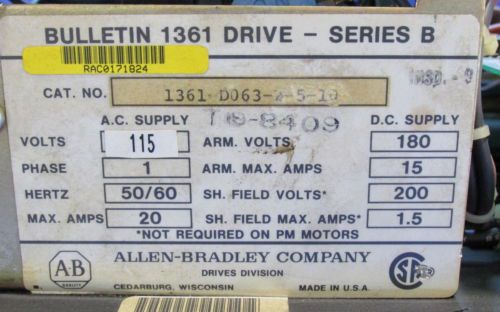 BULLETIN 1361 DRIVE – SERIES B
RAC0171824
CAT. NO. 1361 D063
A.C. SUPPLY D.C. SUPPLY
VOLTS 115 ARM. VOLTS 180
PHASE 1 ARM. MAX. AMPS 15
HERTZ 50/60 SH. FIELD VOLTS* 200
MAX. AMPS 20 SH. FIELD MAX. AMPS* 1.5
*NOT REQUIRED ON PM MOTORS
A·B ALLEN-BRADLEY COMPANY
DRIVES DIVISION
CEDARBURG, WISCONSIN MADE IN U.S.A.